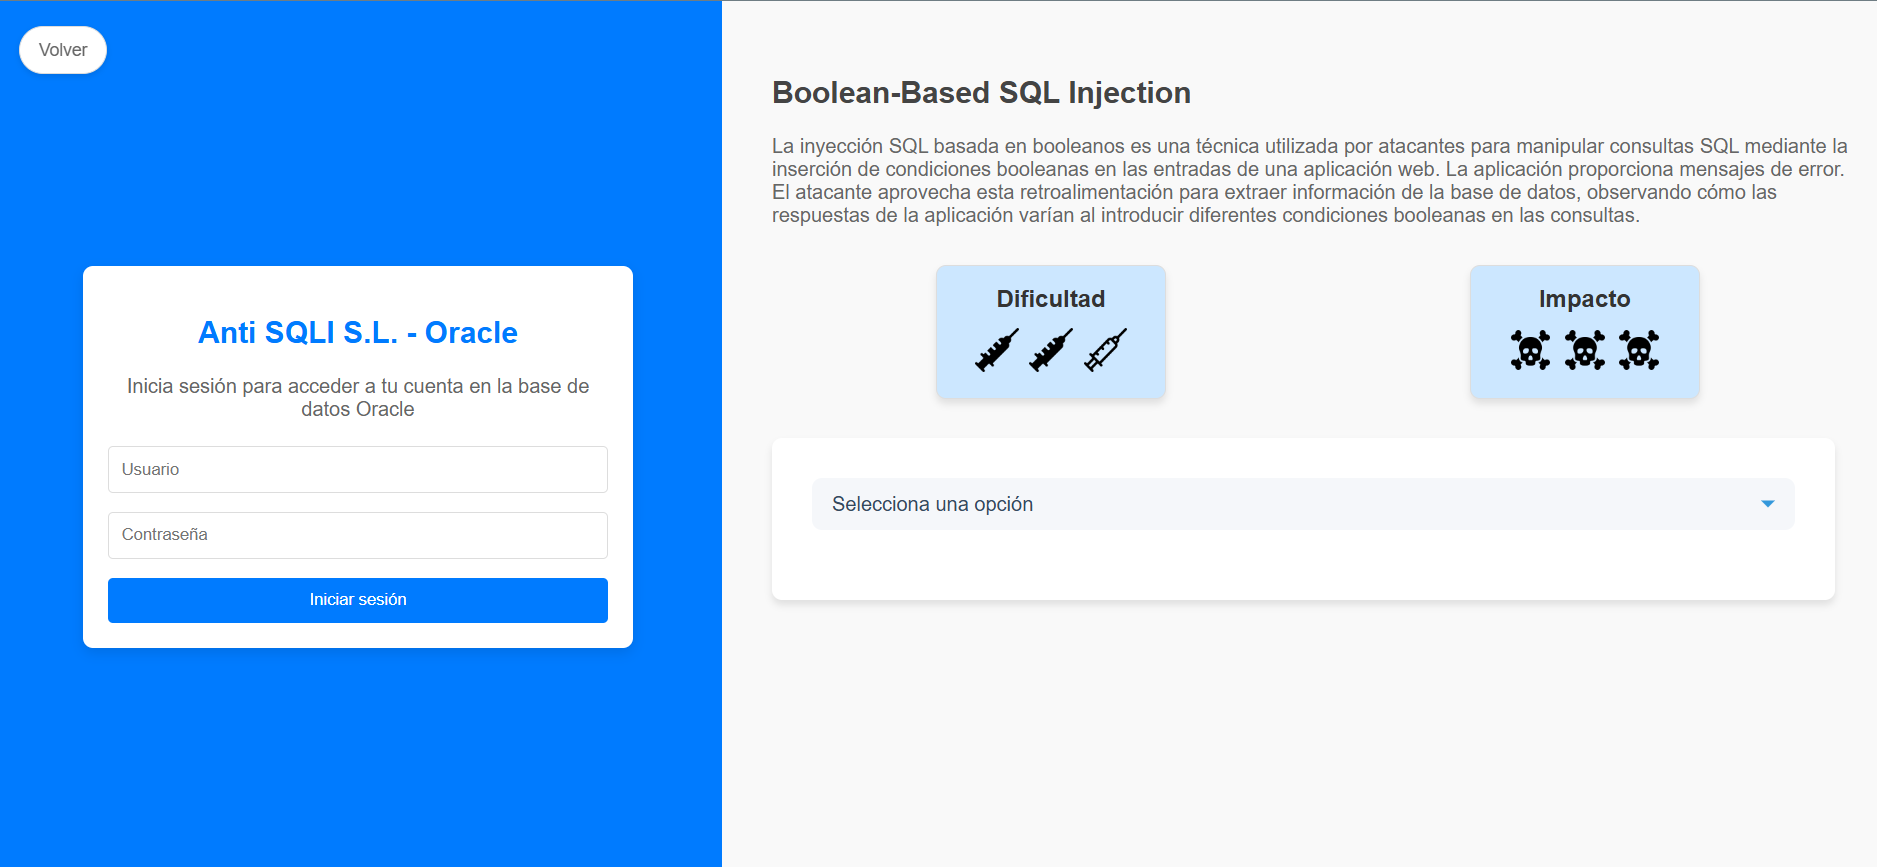 Volver
Anti SQLI S.L. - Oracle
Inicia sesión para acceder a tu cuenta en la base de
datos Oracle
Usuario
Contraseña
Iniciar sesión
Boolean-Based SQL Injection
La inyección SQL basada en booleanos es una técnica utilizada por atacantes para manipular consultas SQL mediante la
inserción de condiciones booleanas en las entradas de una aplicación web. La aplicación proporciona mensajes de error.
El atacante aprovecha esta retroalimentación para extraer información de la base de datos, observando cómo las
respuestas de la aplicación varían al introducir diferentes condiciones booleanas en las consultas.
Dificultad
Impacto
Selecciona una opción